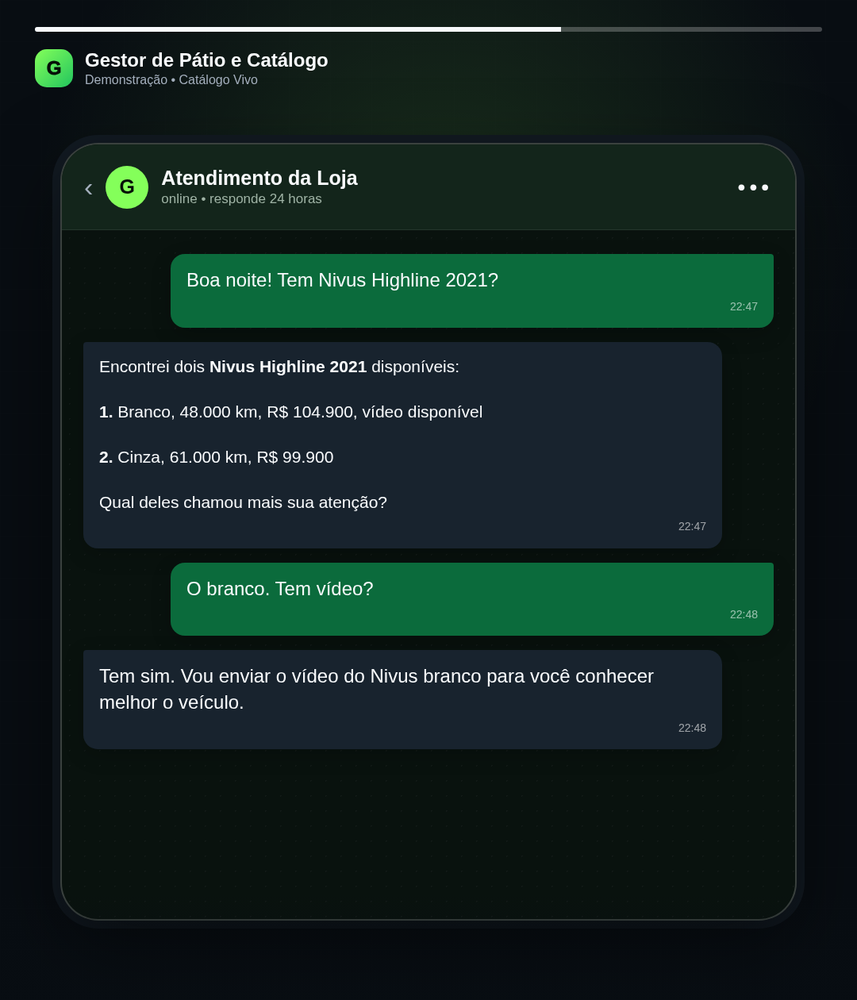 G
Gestor de Pátio e Catálogo
Demonstração • Catálogo Vivo
‹
G
Atendimento da Loja
online • responde 24 horas
•••
Boa noite! Tem Nivus Highline 2021?
22:47
Encontrei dois Nivus Highline 2021 disponíveis:
1. Branco, 48.000 km, R$ 104.900, vídeo disponível
2. Cinza, 61.000 km, R$ 99.900
Qual deles chamou mais sua atenção?
22:47
O branco. Tem vídeo?
22:48
Tem sim. Vou enviar o vídeo do Nivus branco para você conhecer
melhor o veículo.
22:48